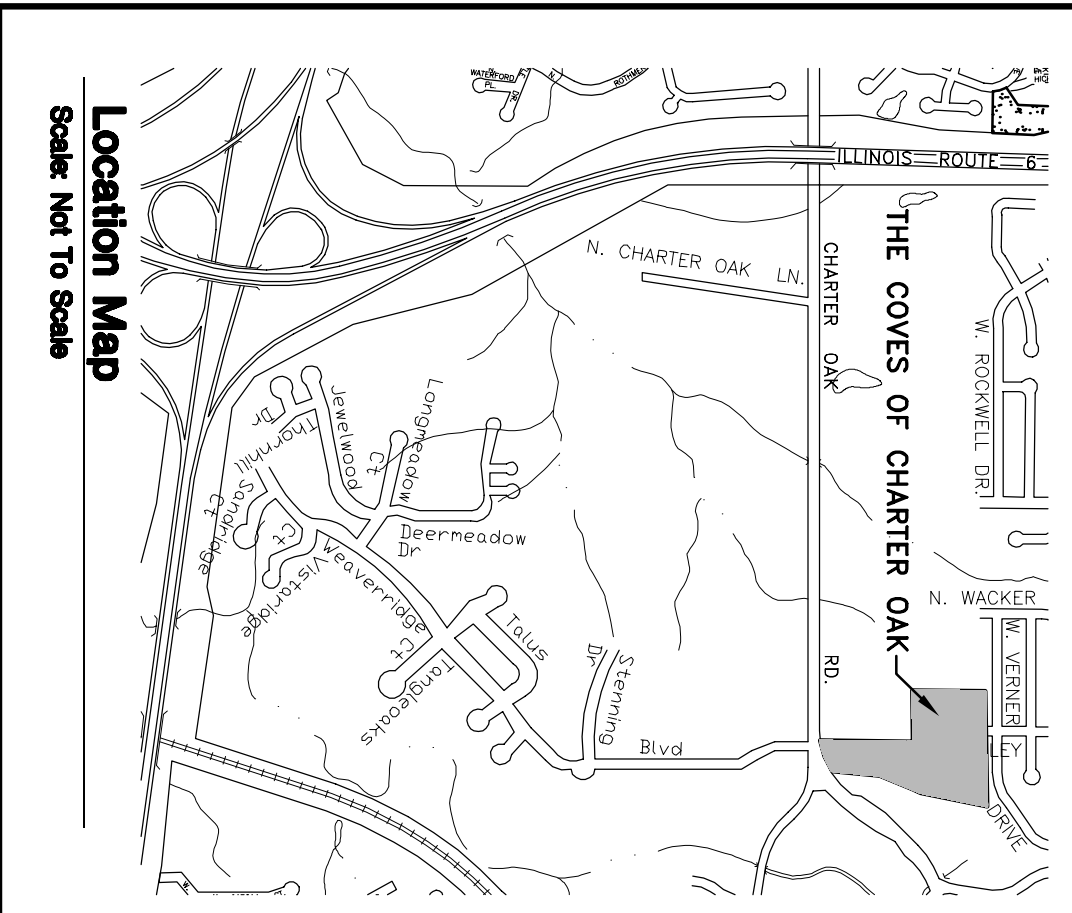 Location Map
Scale: Not To Scale
WATERFORD
PL.
DR.
N.
ROTHME
ILLINOIS ROUTE 6
THE COVES OF CHARTER OAK
N. CHARTER OAK LN.
CHARTER OAK RD.
W. ROCKWELL DR.
N. WACKER
W. VERNER
LEY
DRIVE
Longmeadow
Ct
Jewelwood
Thornhill
Dr
Sandridge
Ct
Deermeadow
Dr
Vistaridge
Ct
Weaverridge
Talus
Tangleoaks
Ct
Stenning
Dr
Blvd
W.